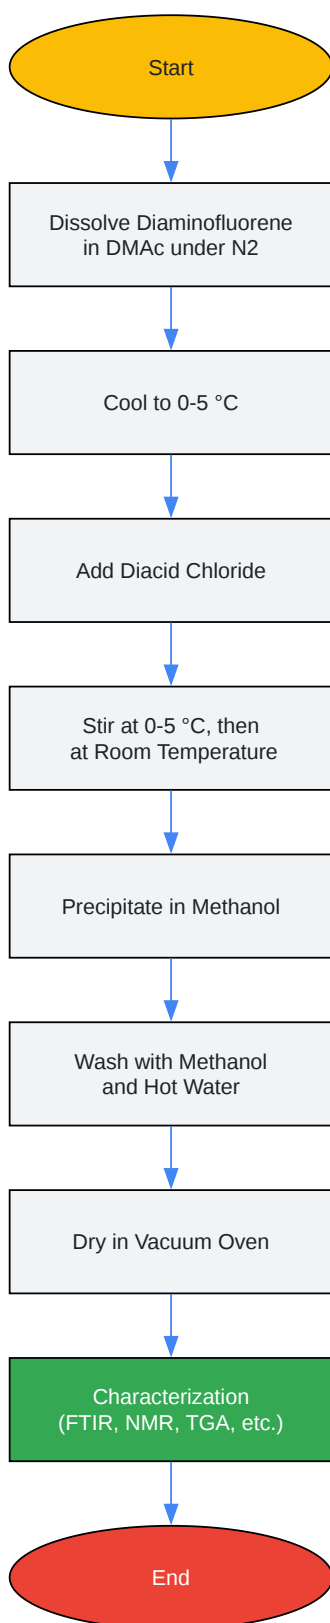 Start
Dissolve Diaminofluorene
in DMAc under N2
Cool to 0-5 °C
Add Diacid Chloride
Stir at 0-5 °C, then
at Room Temperature
Precipitate in Methanol
Wash with Methanol
and Hot Water
Dry in Vacuum Oven
Characterization
(FTIR, NMR, TGA, etc.)
End